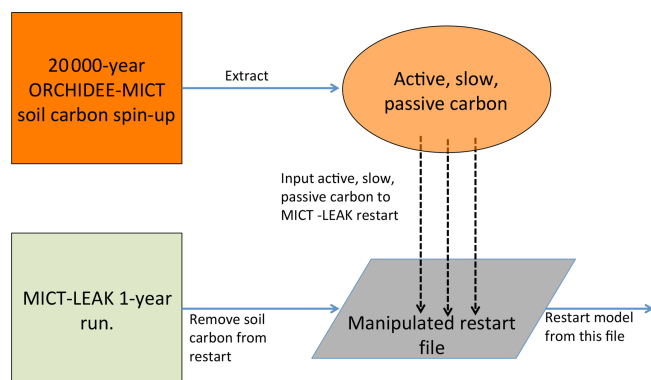 20 000-year
ORCHIDEE-MICT
soil carbon spin-up
Extract
Active, slow,
passive carbon
Input active, slow,
passive carbon to
MICT -LEAK restart
MICT-LEAK 1-year
run.
Remove soil
carbon from
restart
Manipulated restart
file
Restart model
from this file